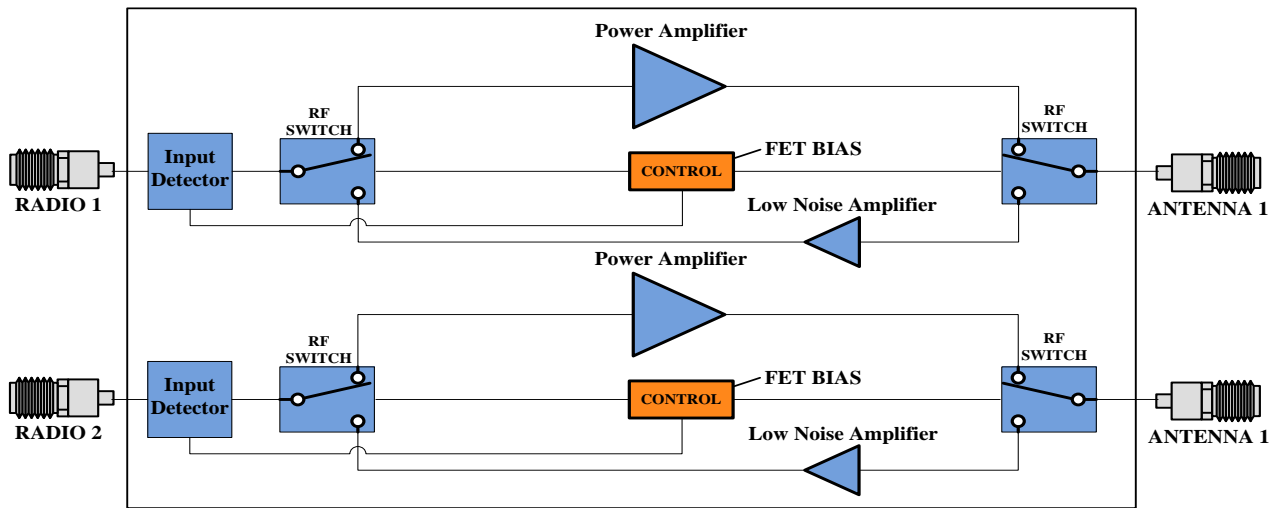 Power Amplifier
RF
SWITCH
RF
SWITCH
Input
Detector
FET BIAS
CONTROL
RADIO 1
Low Noise Amplifier
ANTENNA 1
Power Amplifier
RF
SWITCH
RF
SWITCH
Input
Detector
FET BIAS
CONTROL
RADIO 2
Low Noise Amplifier
ANTENNA 1